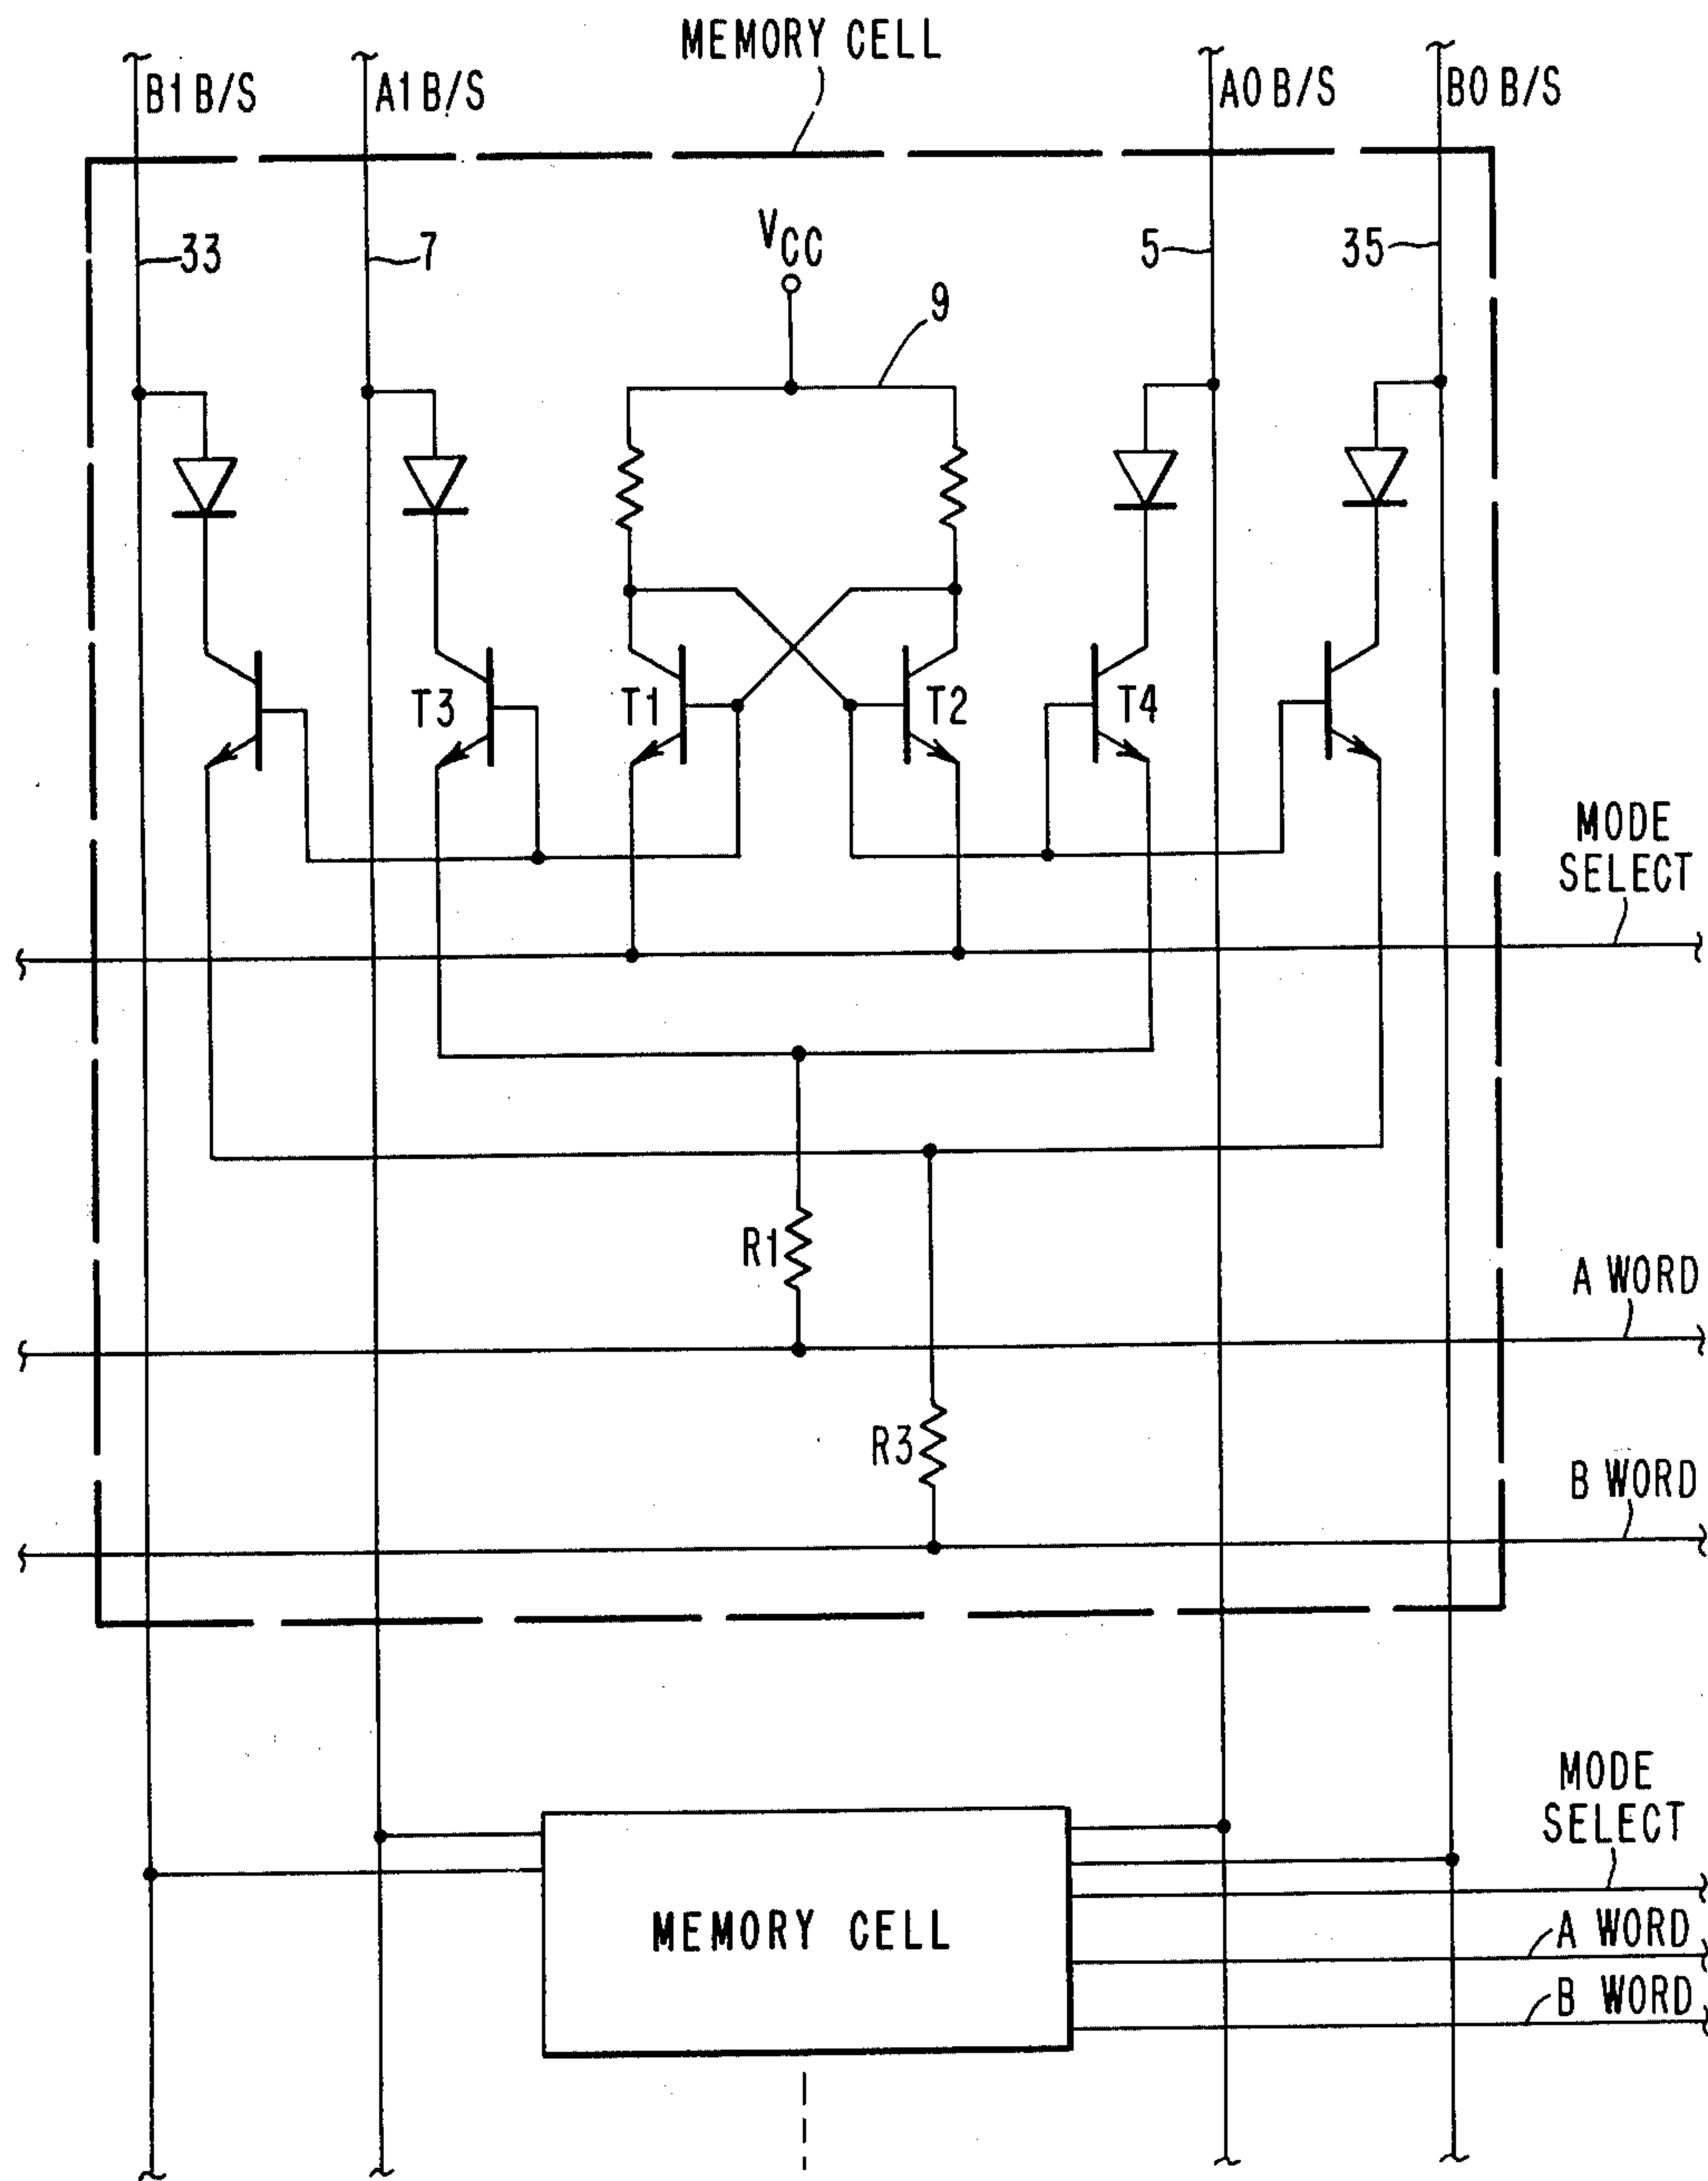 MEMORY CELL
B1 B/S
A1 B/S
A0 B/S
B0 B/S
33
7
VCC
5
35
9
T3
T1
T2
T4
MODE
SELECT
R1
A WORD
R3
B WORD
MODE
SELECT
MEMORY CELL
A WORD
B WORD